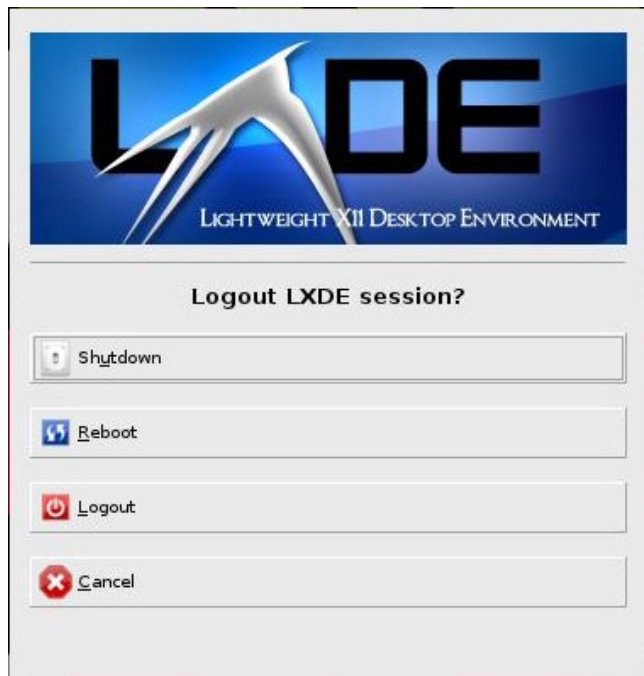 LXDE
LIGHTWEIGHT X11 DESKTOP ENVIRONMENT
Logout LXDE session?
Shutdown
Reboot
Logout
Cancel